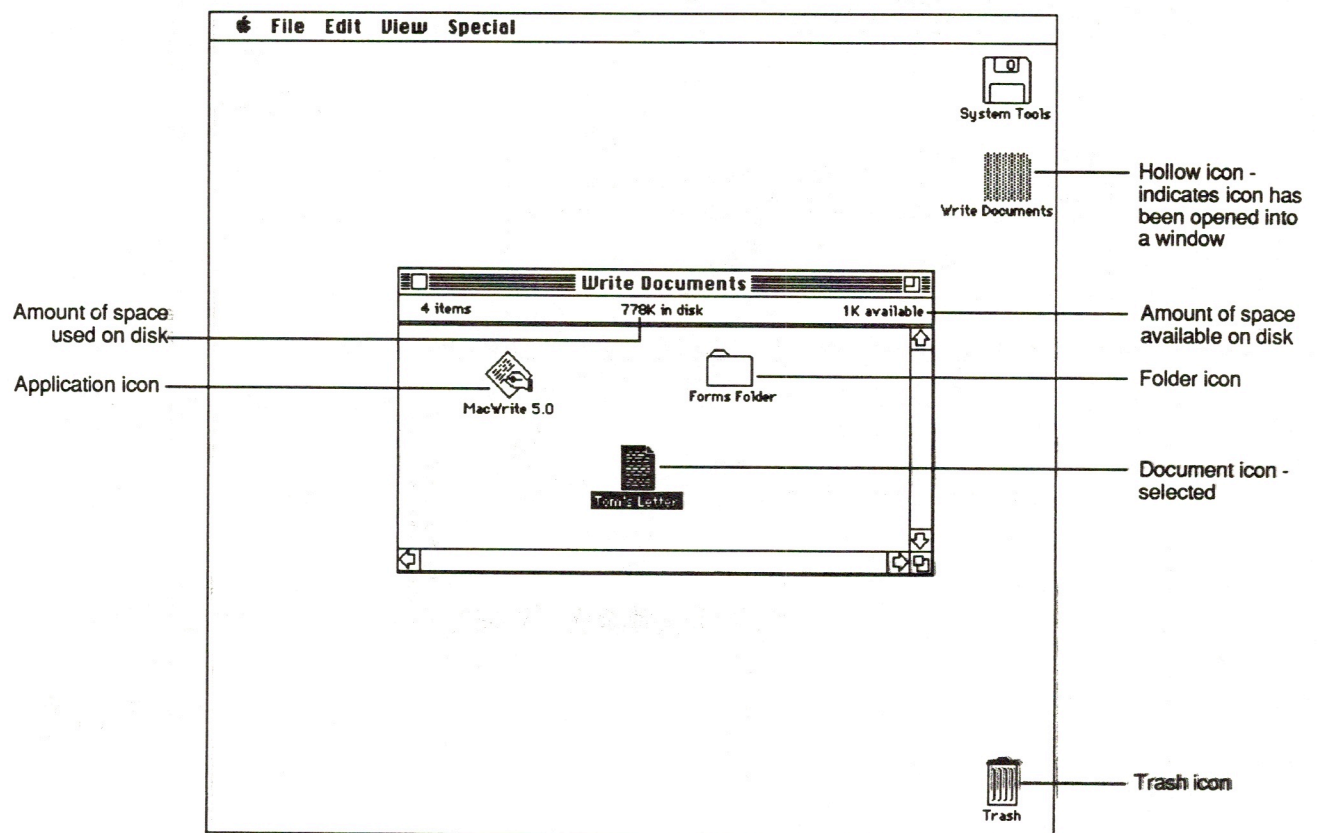 File Edit View Special
System Tools
Write Documents
Hollow icon -
indicates icon has
been opened into
a window
Write Documents
4 items 778K in disk 1K available
Amount of space
used on disk
Amount of space
available on disk
Application icon
MacWrite 5.0
Forms Folder
Folder icon
Tom's Letter
Document icon -
selected
Trash icon
Trash